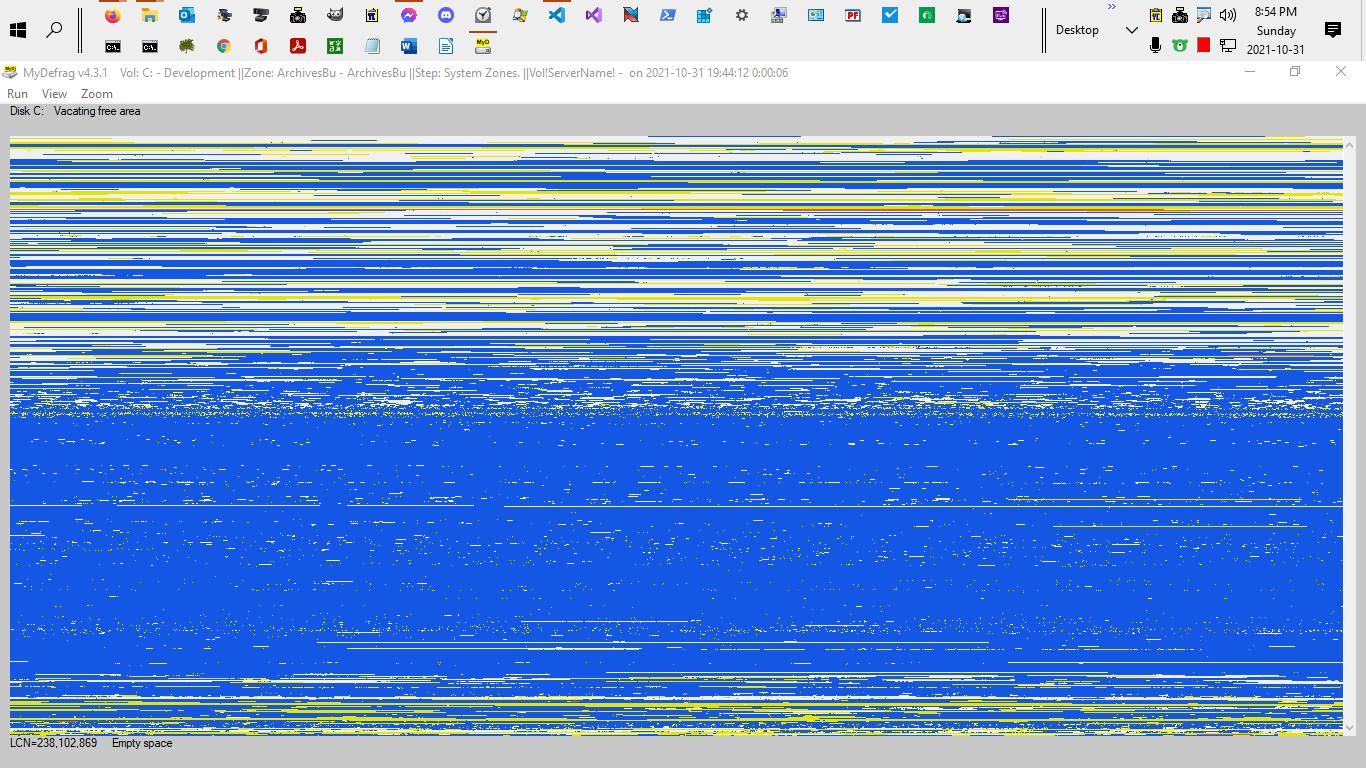 8:54 PM
Desktop
Sunday
2021-10-31
MyDefrag v4.3.1 Vol: C: - Development ||Zone: ArchivesBu - ArchivesBu ||Step: System Zones. ||Vol!ServerName! - on 2021-10-31 19:44:12 0:00:06
Run View Zoom
Disk C: Vacating free area
LCN=238,102,869 Empty space